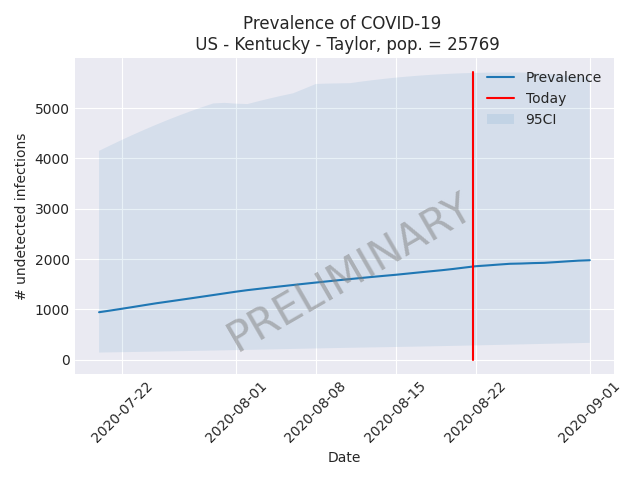 Prevalence of COVID-19
US - Kentucky - Taylor, pop. = 25769
Prevalence
Today
95CI
# undetected infections
5000
4000
3000
2000
1000
0
PRELIMINARY
2020-07-22
2020-08-01
2020-08-08
2020-08-15
2020-08-22
2020-09-01
Date